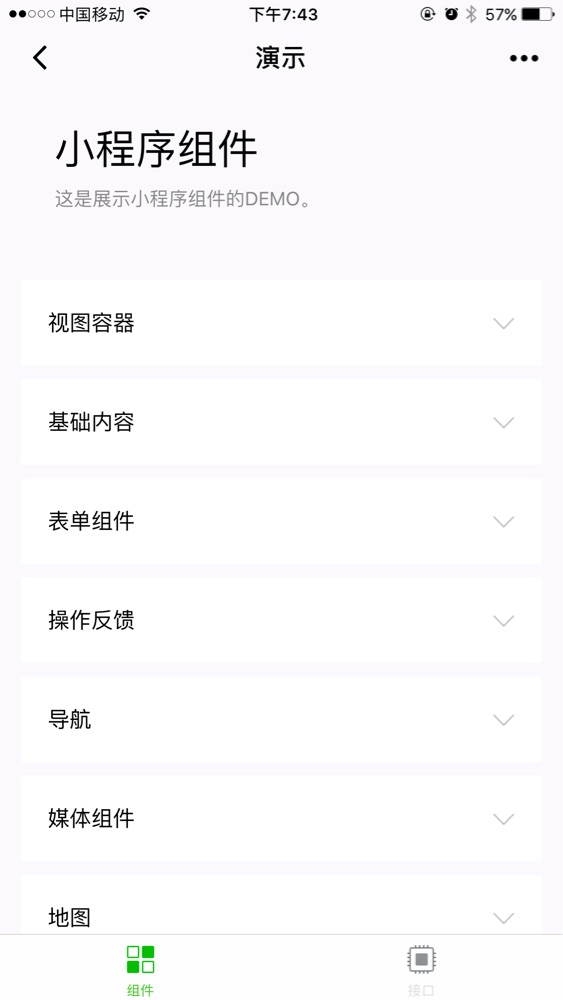 中国移动 下午7:43 57%
演示
小程序组件
这是展示小程序组件的DEMO。
视图容器
基础内容
表单组件
操作反馈
导航
媒体组件
地图
组件 接口